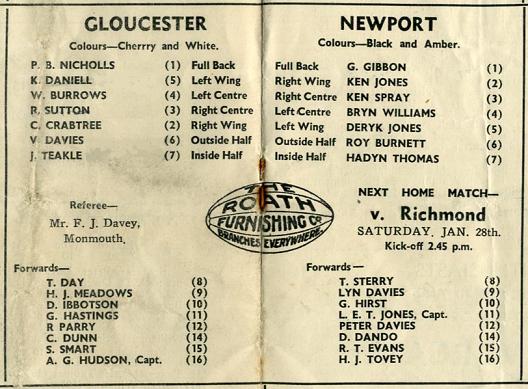 GLOUCESTER
Colours—Cherrry and White.
P. B. NICHOLLS (1) Full Back
K. DANIELL (5) Left Wing
W. BURROWS (4) Left Centre
R. SUTTON (3) Right Centre
C. CRABTREE (2) Right Wing
V. DAVIES (6) Outside Half
J. TEAKLE (7) Inside Half
NEWPORT
Colours—Black and Amber.
Full Back G. GIBBON (1)
Right Wing KEN JONES (2)
Right Centre KEN SPRAY (3)
Left Centre BRYN WILLIAMS (4)
Left Wing DERYK JONES (5)
Outside Half ROY BURNETT (6)
Inside Half HADYN THOMAS (7)
Referee—
Mr. F. J. Davey,
Monmouth.
THE
ROATH
FURNISHING Co
BRANCHES EVERYWHERE
NEXT HOME MATCH—
v. Richmond
SATURDAY, JAN. 28th.
Kick-off 2.45 p.m.
Forwards—
T. DAY (8)
H. J. MEADOWS (9)
D. IBBOTSON (10)
G. HASTINGS (11)
R PARRY (12)
C. DUNN (14)
S. SMART (15)
A. G. HUDSON, Capt. (16)
Forwards—
T. STERRY (8)
LYN DAVIES (9)
G. HIRST (10)
L. E. T. JONES, Capt. (11)
PETER DAVIES (12)
D. DANDO (14)
R. T. EVANS (15)
H. J. TOVEY (16)